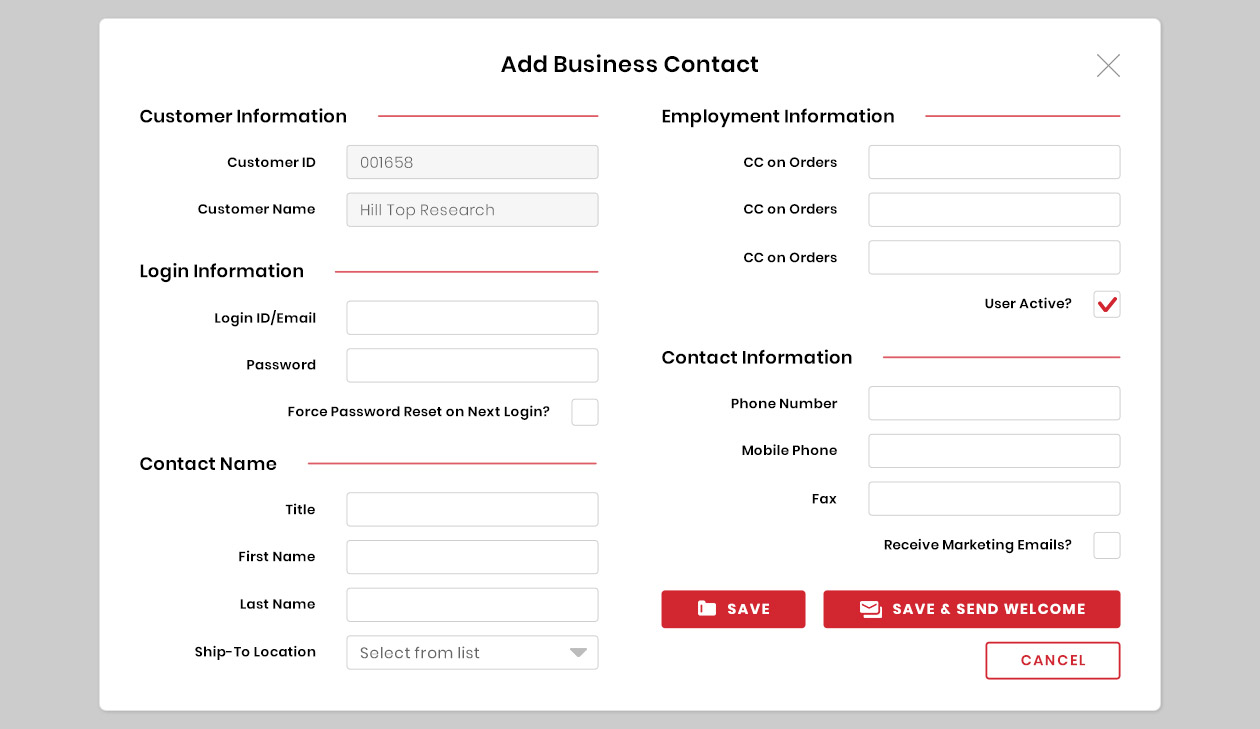 Add Business Contact
Customer Information
Customer ID
001658
Customer Name
Hill Top Research
Login Information
Login ID/Email
Password
Force Password Reset on Next Login?
Contact Name
Title
First Name
Last Name
Ship-To Location
Select from list
Employment Information
CC on Orders
CC on Orders
CC on Orders
User Active?
Contact Information
Phone Number
Mobile Phone
Fax
Receive Marketing Emails?
SAVE
SAVE & SEND WELCOME
CANCEL